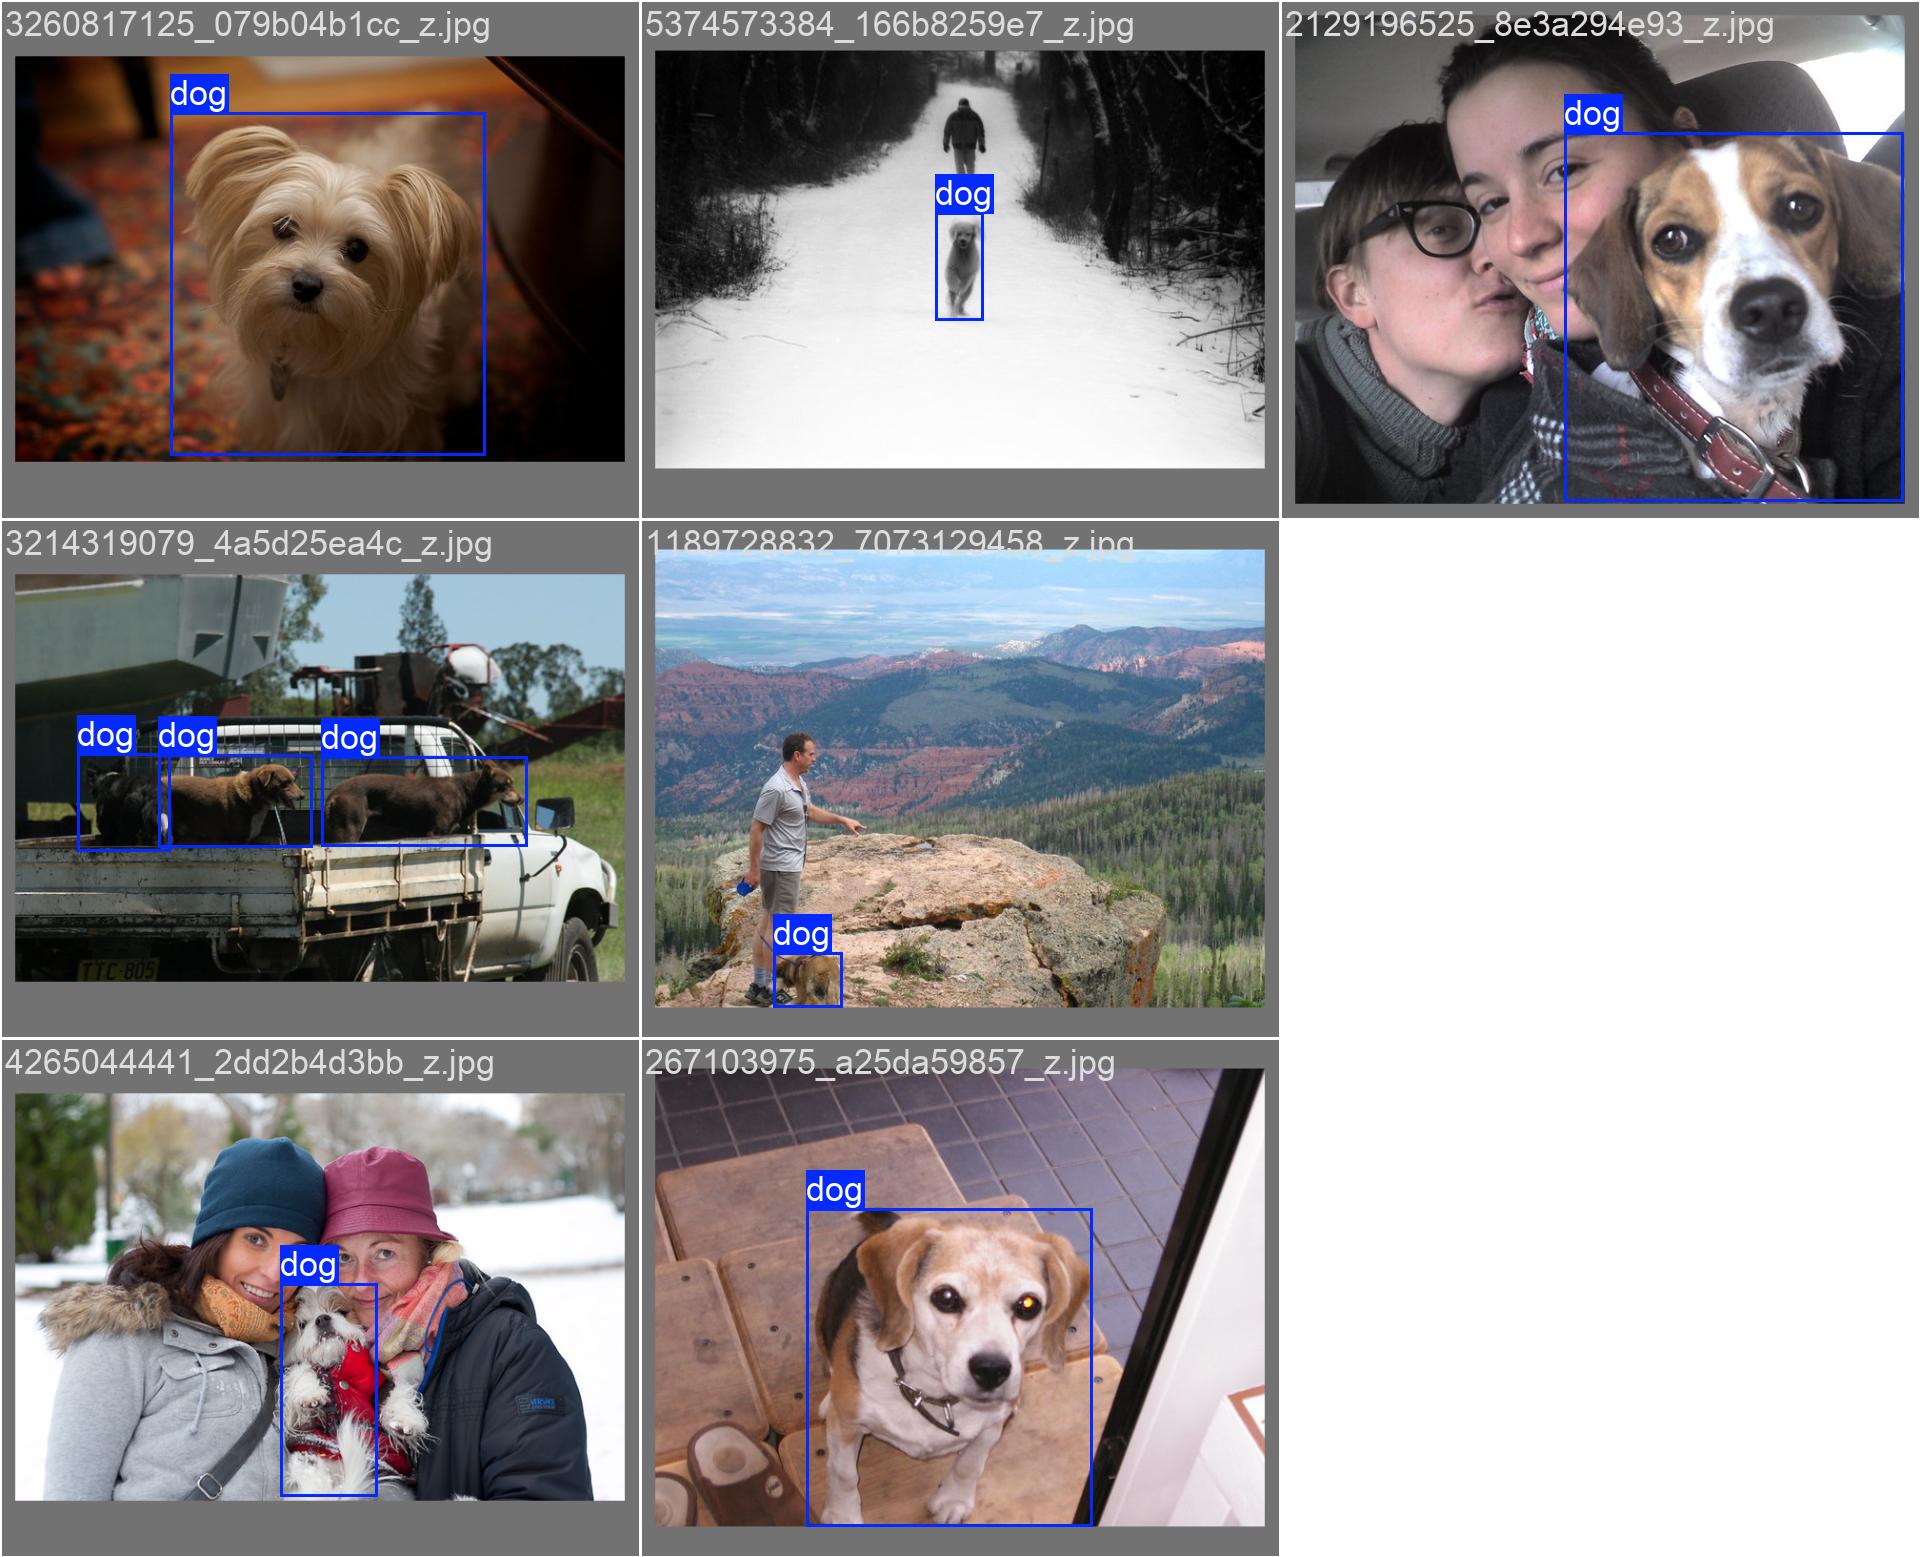 3260817125_079b04b1cc_z.jpg
dog
5374573384_166b8259e7_z.jpg
dog
2129196525_8e3a294e93_z.jpg
dog
3214319079_4a5d25ea4c_z.jpg
dog dog dog
TTC-805
1189728832_7073129458_z.jpg
dog
4265044441_2dd2b4d3bb_z.jpg
dog
267103975_a25da59857_z.jpg
dog